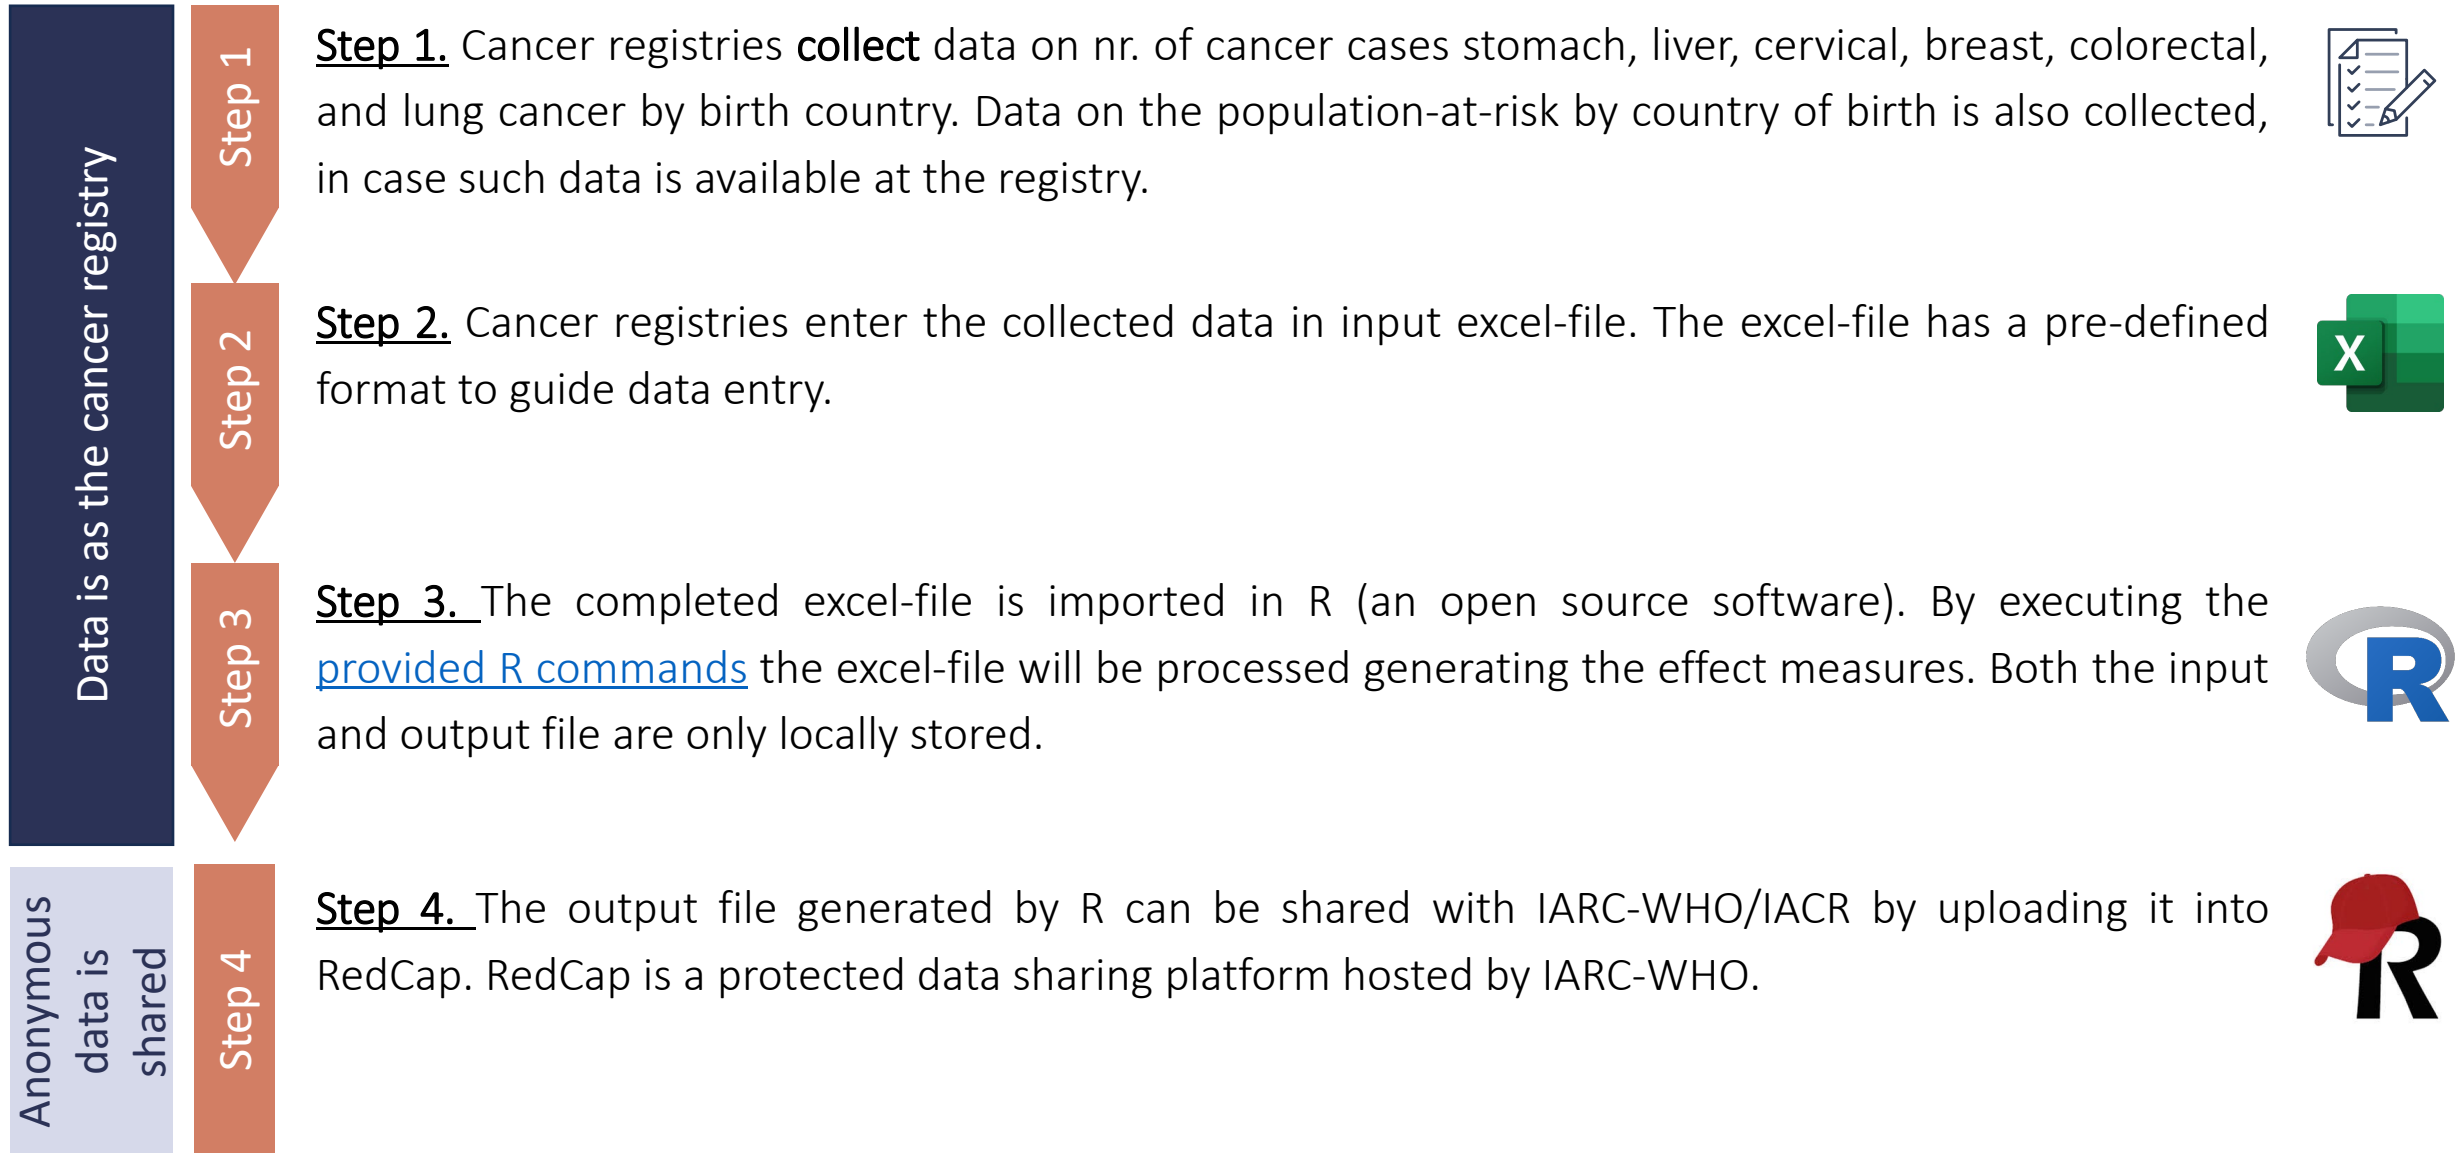 Data is as the cancer registry
Step 1
Step 1. Cancer registries collect data on nr. of cancer cases stomach, liver, cervical, breast, colorectal,
and lung cancer by birth country. Data on the population-at-risk by country of birth is also collected,
in case such data is available at the registry.
Step 2
Step 2. Cancer registries enter the collected data in input excel-file. The excel-file has a pre-defined
format to guide data entry.
X
Step 3
Step 3. The completed excel-file is imported in R (an open source software). By executing the
provided R commands the excel-file will be processed generating the effect measures. Both the input
and output file are only locally stored.
R
Anonymous
data is
shared
Step 4
Step 4. The output file generated by R can be shared with IARC-WHO/IACR by uploading it into
RedCap. RedCap is a protected data sharing platform hosted by IARC-WHO.
R